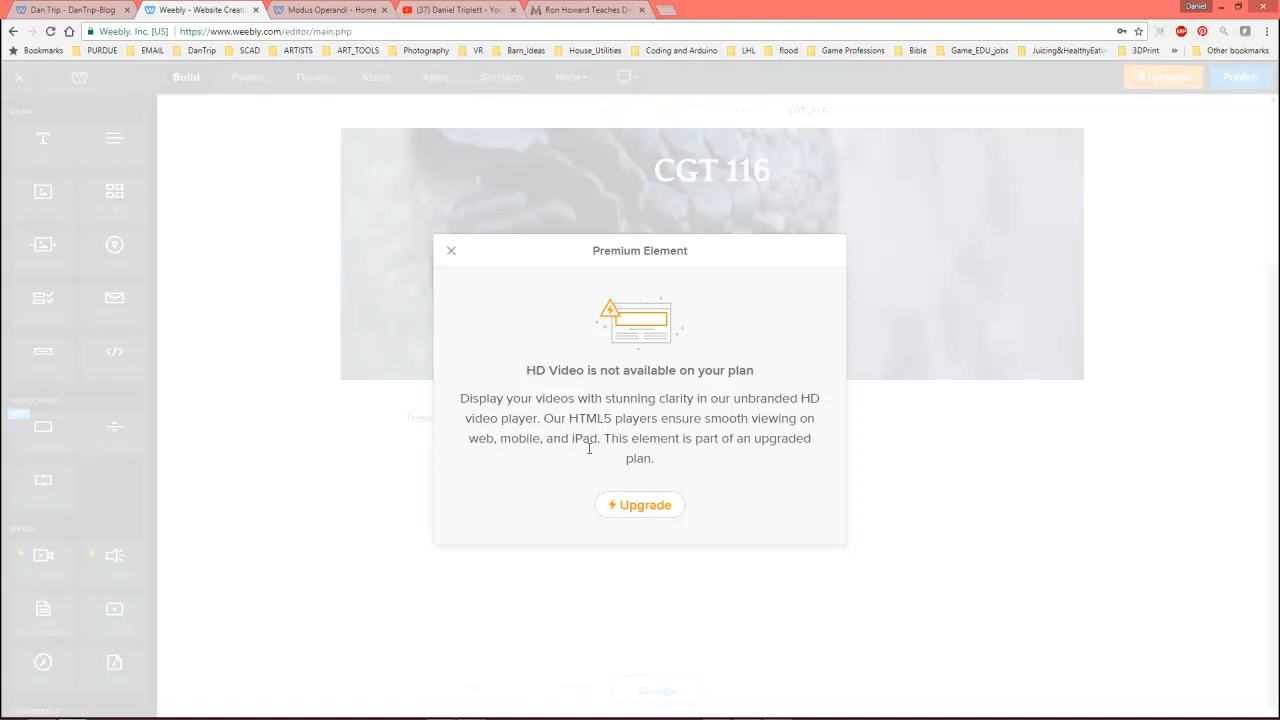 Dan Trip - DanTrip-Blog
Weebly - Website Creati
Modus Operandi - Home
(37) Daniel Triplett - You
Ron Howard Teaches Di
Daniel
Weebly, Inc. [US]
https://www.weebly.com/editor/main.php
Bookmarks
PURDUE
EMAIL
DanTrip
SCAD
ARTISTS
ART_TOOLS
Photography
VR
Barn_Ideas
House_Utilities
Coding and Arduino
LHL
flood
Game Professions
Bible
Game_EDU_jobs
Juicing&HealthyEatin
3DPrint
Other bookmarks
Build
Pages
Theme
Store
Apps
Settings
Help
Upgrade
Publish
CGT_116
CGT 116
Premium Element
HD Video is not available on your plan
Display your videos with stunning clarity in our unbranded HD
video player. Our HTML5 players ensure smooth viewing on
web, mobile, and iPad. This element is part of an upgraded
plan.
Upgrade
These
Change